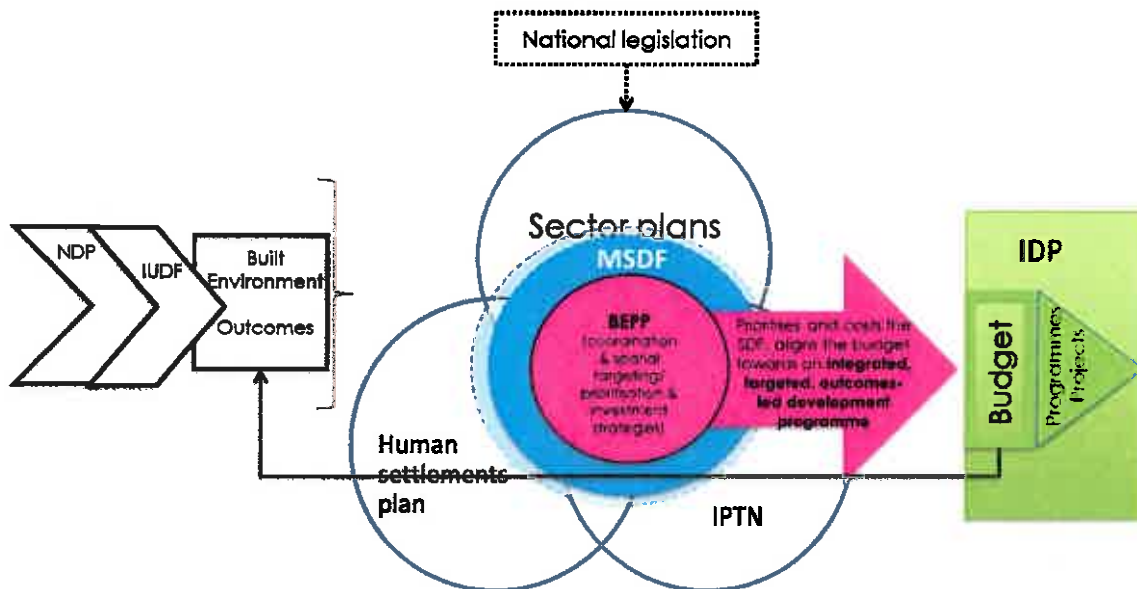 National legislation
Sector plans
NDP
IUDF
Built
Environment
Outcomes
MSDF
BEPP
(coordination
& spatial
targeting/
prioritisation &
investment
strategies)
Prioritises and costs the
SDF, aligns the budget
towards an integrated,
targeted, outcomes-
led development
programme
IDP
Budget
Programmes
Projects
Human
settlements
plan
IPTN